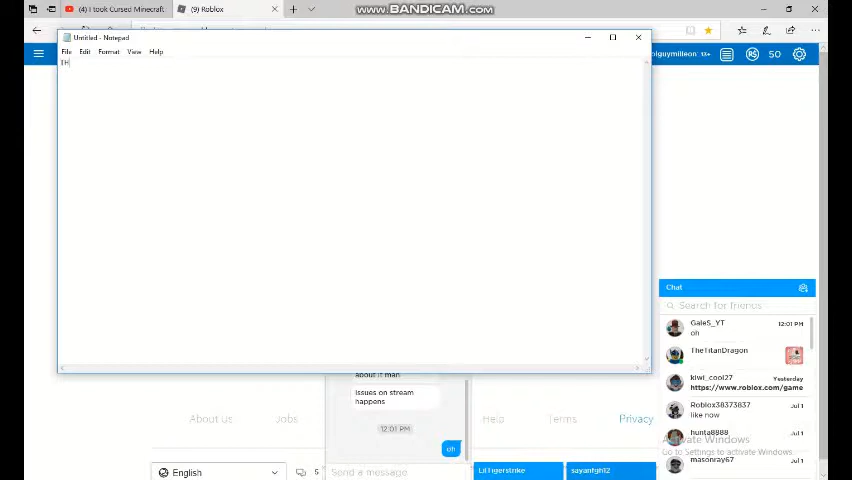 (4) I took Cursed Minecraft
(9) Roblox
www.BANDICAM.com
Untitled - Notepad
File Edit Format View Help
TH
13+
50
Chat
Search for friends
GaleS_YT
12:01 PM
oh
TheTitanDragon
kiwi_cool27
Yesterday
https://www.roblox.com/game
Roblox38373837
Jul 1
like now
hunta8888
Jul 1
masonray67
Jul 1
Activate Windows
Go to Settings to activate Windows.
about it man
Issues on stream
happens
12:01 PM
oh
About Us
Jobs
Help
Terms
Privacy
English
5
Send a message
LilTigerstrike
sayanfgh12